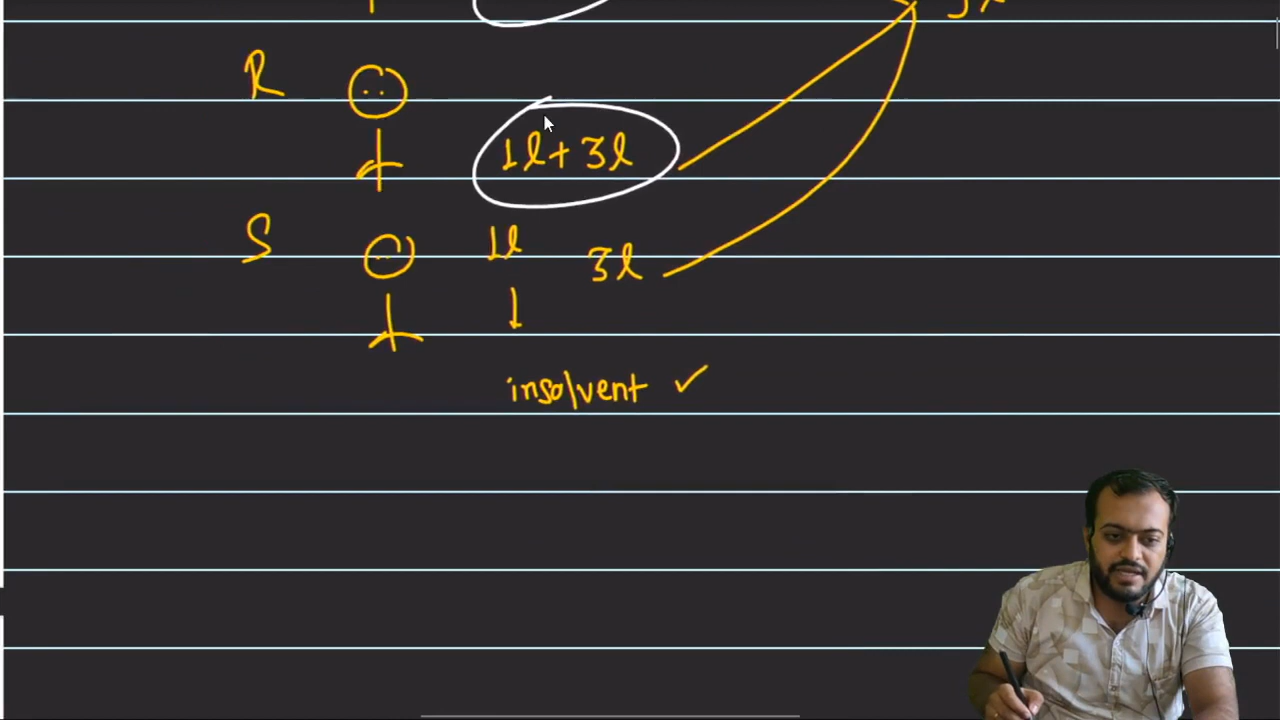 R
1l + 3l
S 1l 3l
insolvent ✓